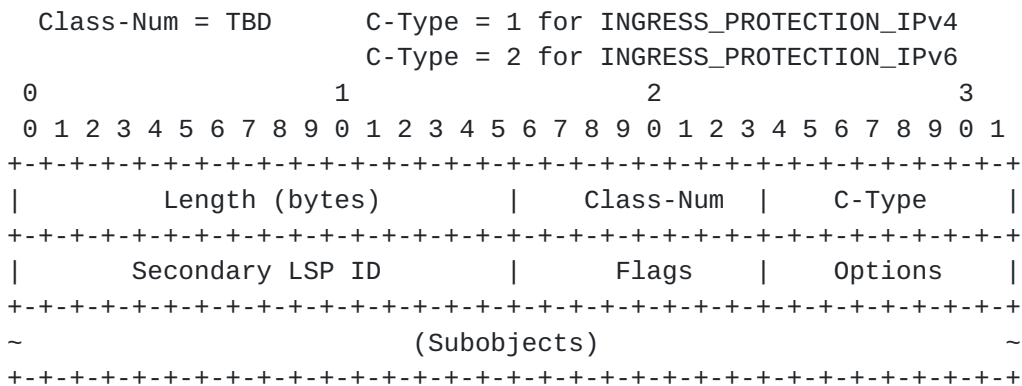 Class-Num = TBD      C-Type = 1 for INGRESS_PROTECTION_IPv4
                       C-Type = 2 for INGRESS_PROTECTION_IPv6
 0                   1                   2                   3
 0 1 2 3 4 5 6 7 8 9 0 1 2 3 4 5 6 7 8 9 0 1 2 3 4 5 6 7 8 9 0 1
+-+-+-+-+-+-+-+-+-+-+-+-+-+-+-+-+-+-+-+-+-+-+-+-+-+-+-+-+-+-+-+-+
|         Length (bytes)        |    Class-Num  |    C-Type     |
+-+-+-+-+-+-+-+-+-+-+-+-+-+-+-+-+-+-+-+-+-+-+-+-+-+-+-+-+-+-+-+-+
|       Secondary LSP ID        |      Flags    |    Options    |
+-+-+-+-+-+-+-+-+-+-+-+-+-+-+-+-+-+-+-+-+-+-+-+-+-+-+-+-+-+-+-+-+
~                         (Subobjects)                          ~
+-+-+-+-+-+-+-+-+-+-+-+-+-+-+-+-+-+-+-+-+-+-+-+-+-+-+-+-+-+-+-+-+